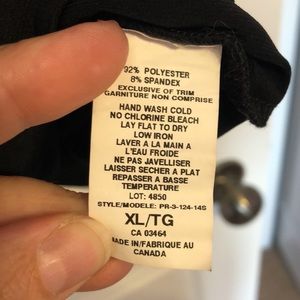 92% POLYESTER
8% SPANDEX
EXCLUSIVE OF TRIM
GARNITURE NON COMPRISE
HAND WASH COLD
NO CHLORINE BLEACH
LAY FLAT TO DRY
LOW IRON
LAVER A LA MAIN A
L'EAU FROIDE
NE PAS JAVELLISER
LAISSER SECHER A PLAT
REPASSER A BASSE
TEMPERATURE
LOT: 4850
STYLE/MODELE: PR-3-124-14S
XL/TG
CA 03464
MADE IN/FABRIQUE AU
CANADA